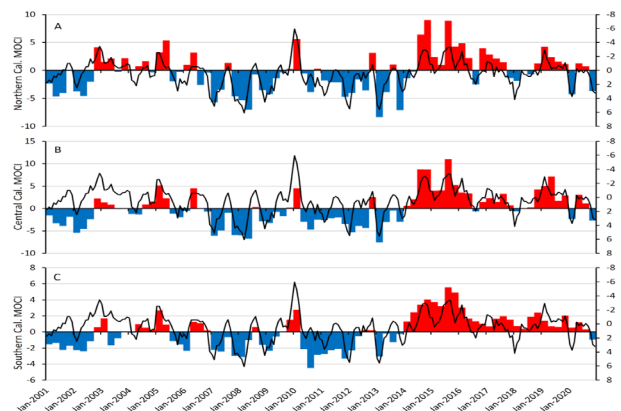 A
Northern Cal. MOCI
10
5
0
-5
-10
-8
-6
-4
-2
0
2
4
6
8
B
Central Cal. MOCI
15
10
5
0
-5
-10
-8
-6
-4
-2
0
2
4
6
8
C
Southern Cal. MOCI
8
6
4
2
0
-2
-4
-6
-8
-6
-4
-2
0
2
4
6
8
Jan-2001
Jan-2002
Jan-2003
Jan-2004
Jan-2005
Jan-2006
Jan-2007
Jan-2008
Jan-2009
Jan-2010
Jan-2011
Jan-2012
Jan-2013
Jan-2014
Jan-2015
Jan-2016
Jan-2017
Jan-2018
Jan-2019
Jan-2020